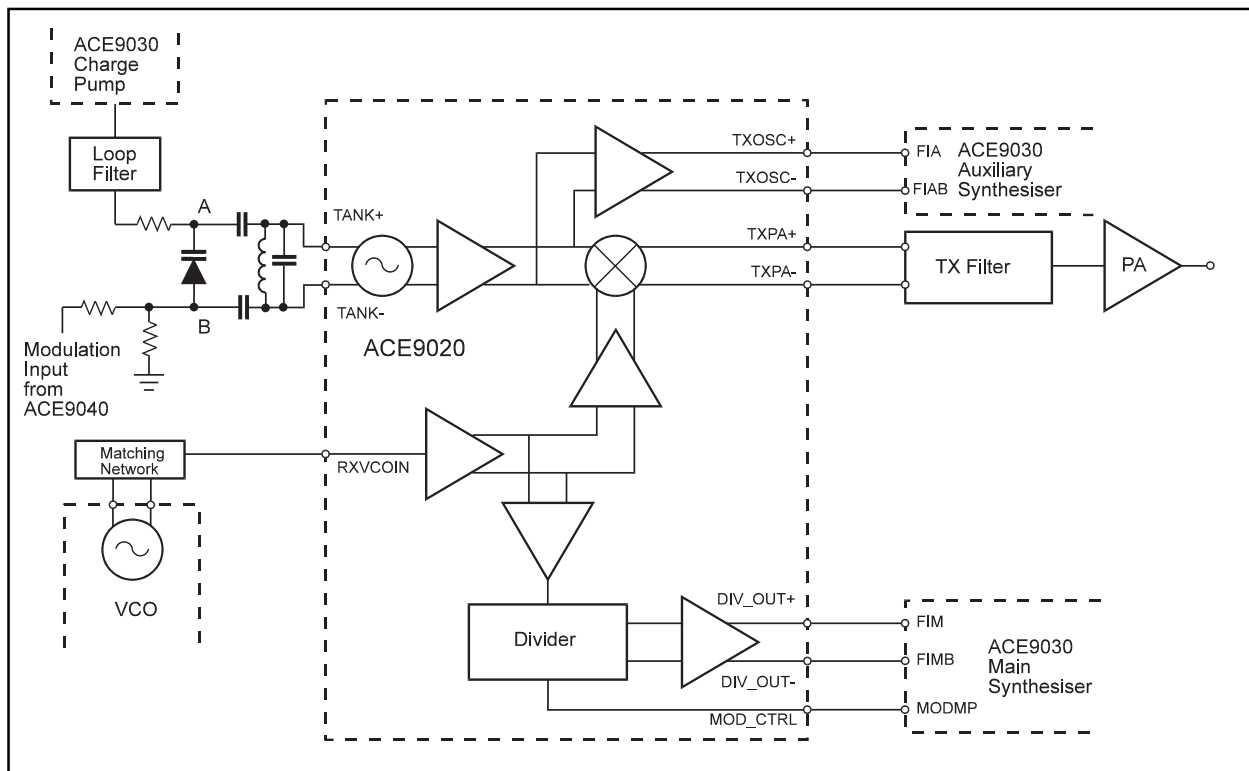 ACE9030
Charge
Pump
Loop
Filter
A
B
Modulation
Input
from
ACE9040
TANK+
TANK-
ACE9020
TXOSC+
TXOSC-
TXPA+
TXPA-
FIA
FIAB
ACE9030
Auxiliary
Synthesiser
TX Filter
PA
Matching
Network
RXVCOIN
VCO
Divider
DIV_OUT+
DIV_OUT-
MOD_CTRL
FIM
FIMB
MODMP
ACE9030
Main
Synthesiser